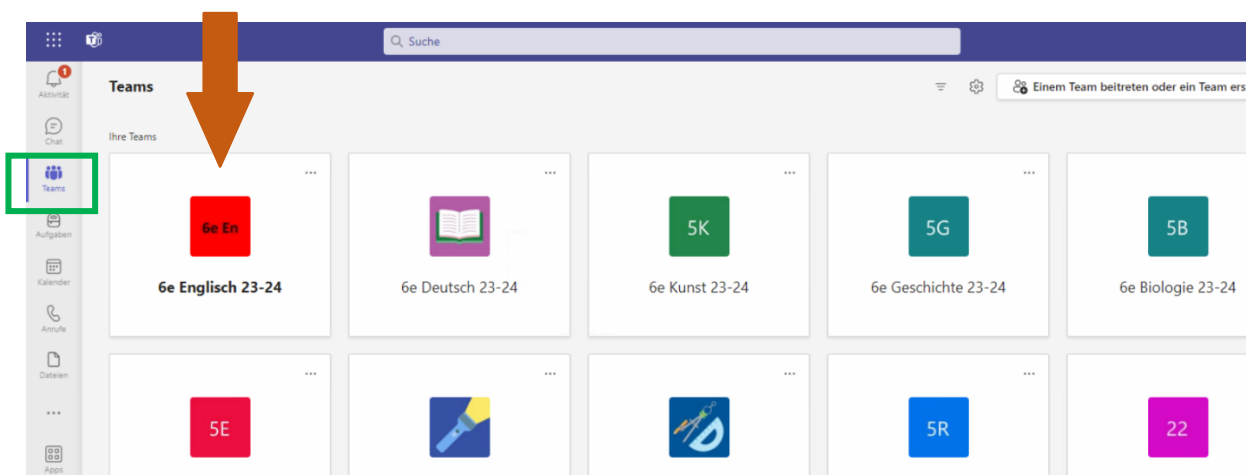 Suche
1
Aktivität
Teams
Einem Team beitreten oder ein Team ers
Chat
Ihre Teams
Teams
...
...
...
...
Aufgaben
6e En
5K
5G
5B
Kalender
6e Englisch 23-24
6e Deutsch 23-24
6e Kunst 23-24
6e Geschichte 23-24
6e Biologie 23-24
Anrufe
Dateien
...
...
...
...
...
5E
5R
22
Apps